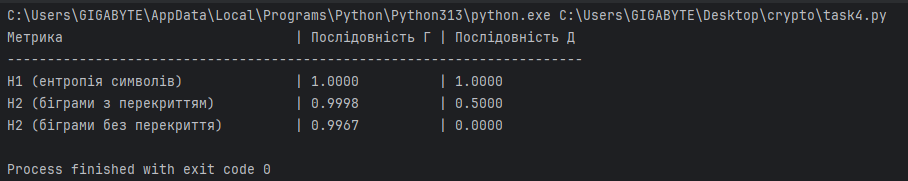 C:\Users\GIGABYTE\AppData\Local\Programs\Python\Python313\python.exe C:\Users\GIGABYTE\Desktop\crypto\task4.py
Метрика | Послідовність Г | Послідовність Д
-----------------------------------------------------------------------
H1 (ентропія символів) | 1.0000 | 1.0000
H2 (біграми з перекриттям) | 0.9998 | 0.5000
H2 (біграми без перекриття) | 0.9967 | 0.0000
Process finished with exit code 0